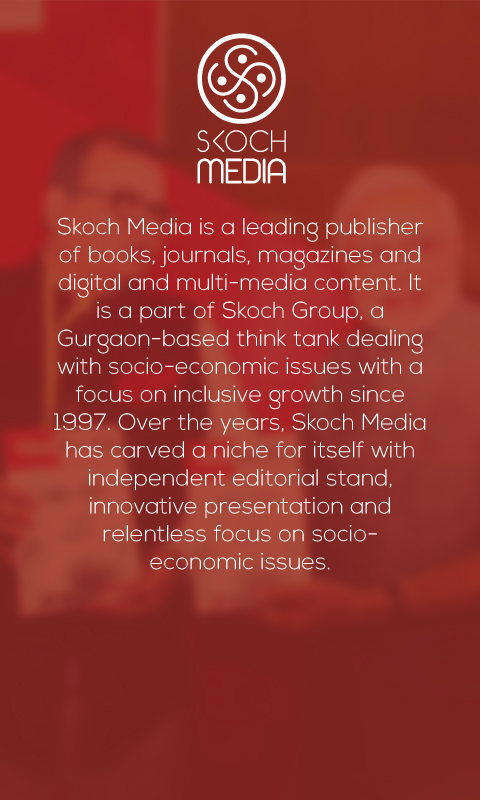 SKOCH
MEDIA
Skoch Media is a leading publisher
of books, journals, magazines and
digital and multi-media content. It
is a part of Skoch Group, a
Gurgaon-based think tank dealing
with socio-economic issues with a
focus on inclusive growth since
1997. Over the years, Skoch Media
has carved a niche for itself with
independent editorial stand,
innovative presentation and
relentless focus on socio-
economic issues.